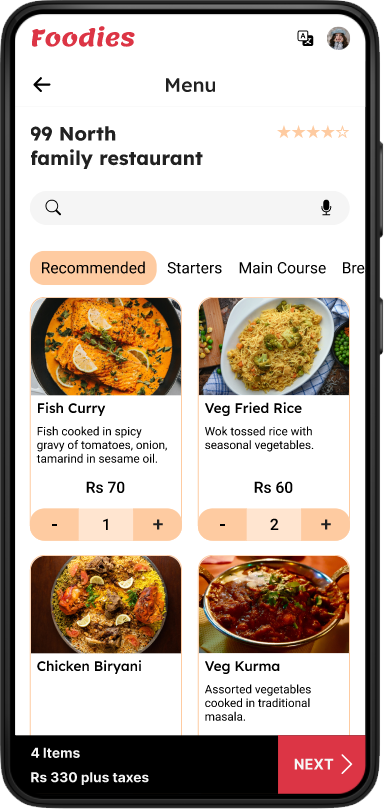 Foodies
Menu
99 North
family restaurant
Recommended Starters Main Course Bre
Fish Curry
Fish cooked in spicy
gravy of tomatoes, onion,
tamarind in sesame oil.
Rs 70
- 1 +
Veg Fried Rice
Wok tossed rice with
seasonal vegetables.
Rs 60
- 2 +
Chicken Biryani
Veg Kurma
Assorted vegetables
cooked in traditional
masala.
4 Items
Rs 330 plus taxes
NEXT